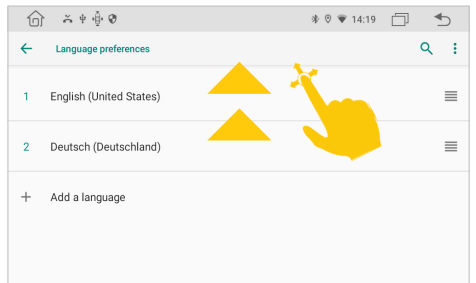 14:19
Language preferences
1 English (United States)
2 Deutsch (Deutschland)
Add a language